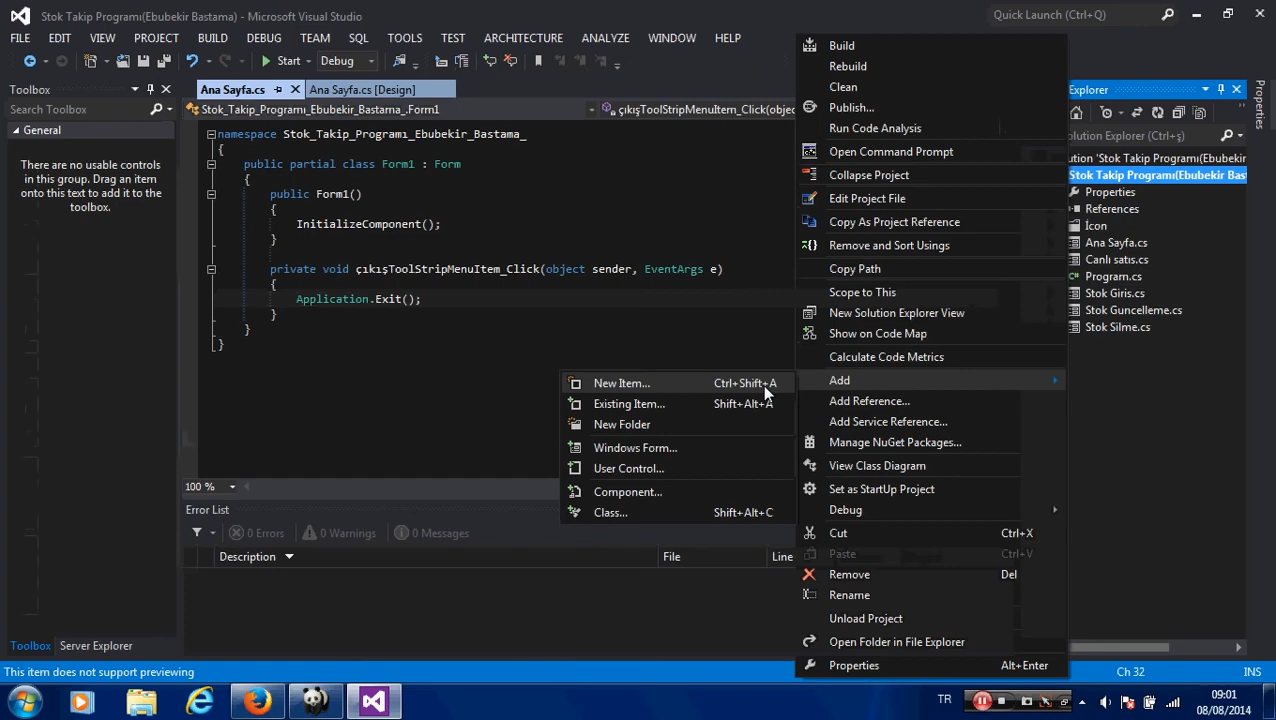 Stok Takip Programı(Ebubekir Bastama) - Microsoft Visual Studio
Quick Launch (Ctrl+Q)
FILE EDIT VIEW PROJECT BUILD DEBUG TEAM SQL TOOLS TEST ARCHITECTURE ANALYZE WINDOW HELP
Start Debug
Toolbox
Search Toolbox
General
There are no usable controls
in this group. Drag an item
onto this text to add it to the
toolbox.
Toolbox Server Explorer
Ana Sayfa.cs Ana Sayfa.cs [Design]
Stok_Takip_Programı_Ebubekir_Bastama_.Form1 çıkışToolStripMenuItem_Click(objec
namespace Stok_Takip_Programı_Ebubekir_Bastama_
{
public partial class Form1 : Form
{
public Form1()
{
InitializeComponent();
}
private void çıkışToolStripMenuItem_Click(object sender, EventArgs e)
{
Application.Exit();
}
}
}
100 %
Error List
0 Errors 0 Warnings 0 Messages
Description File Line
Build
Rebuild
Clean
Publish...
Run Code Analysis
Open Command Prompt
Collapse Project
Edit Project File
Copy As Project Reference
Remove and Sort Usings
Copy Path
Scope to This
New Solution Explorer View
Show on Code Map
Calculate Code Metrics
Add
Add Reference...
Add Service Reference...
Manage NuGet Packages...
View Class Diagram
Set as StartUp Project
Debug
Cut Ctrl+X
Paste Ctrl+V
Remove Del
Rename
Unload Project
Open Folder in File Explorer
Properties Alt+Enter
New Item... Ctrl+Shift+A
Existing Item... Shift+Alt+A
New Folder
Windows Form...
User Control...
Component...
Class... Shift+Alt+C
Explorer
olution Explorer (Ctrl+ş)
ution 'Stok Takip Programı(Ebubekir
Stok Takip Programı(Ebubekir Bast
Properties
References
İcon
Ana Sayfa.cs
Canlı satis.cs
Program.cs
Stok Giris.cs
Stok Guncelleme.cs
Stok Silme.cs
Properties
This item does not support previewing
Ch 32
INS
TR
09:01
08/08/2014